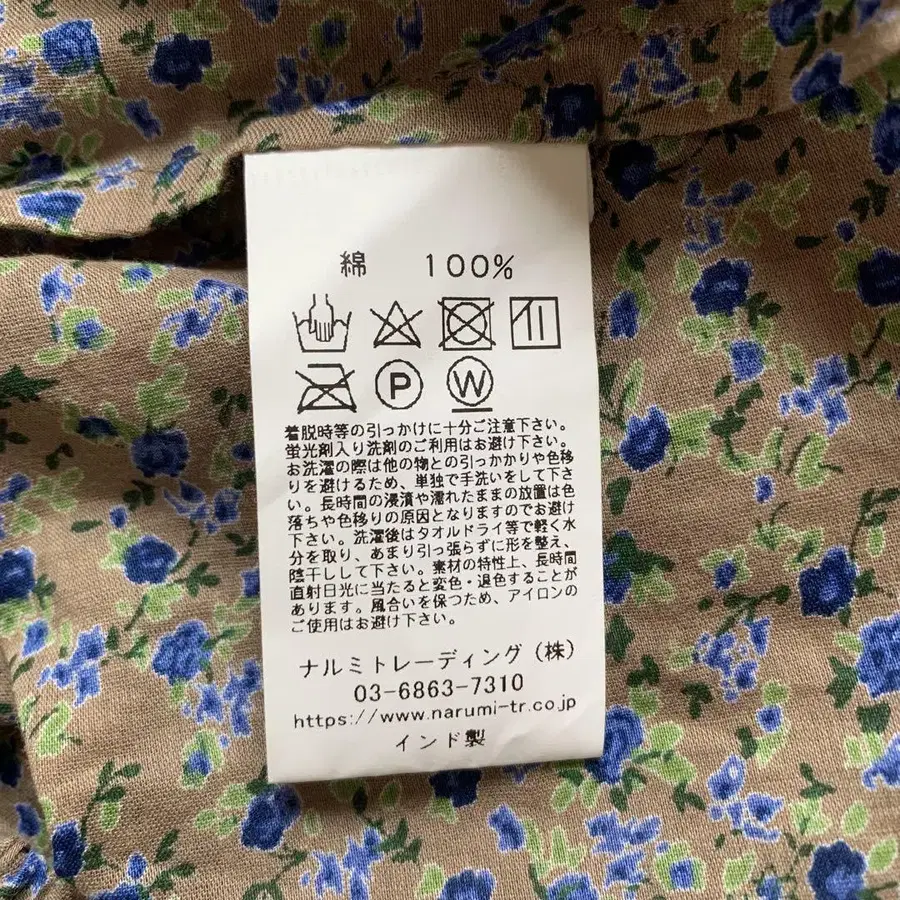 綿 100%
P W
着脱時等の引っかけに十分ご注意下さい。
蛍光剤入り洗剤のご利用はお避け下さい。
お洗濯の際は他の物との引っかかりや色移
りを避けるため、単独で手洗いをして下さ
い。長時間の浸漬や濡れたままの放置は色
落ちや色移りの原因となりますのでお避け
下さい。洗濯後はタオルドライ等で軽く水
分を取り、あまり引っ張らずに形を整え、
陰干しして下さい。素材の特性上、長時間
直射日光に当たると変色・退色することが
あります。風合いを保つため、アイロンの
ご使用はお避け下さい。
ナルミトレーディング(株)
03-6863-7310
https://www.narumi-tr.co.jp
インド製